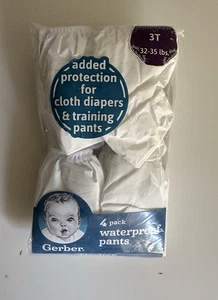 3T
32-35 lbs.
added
protection
for
cloth diapers
& training
pants
4 pack
waterproof
pants
Gerber